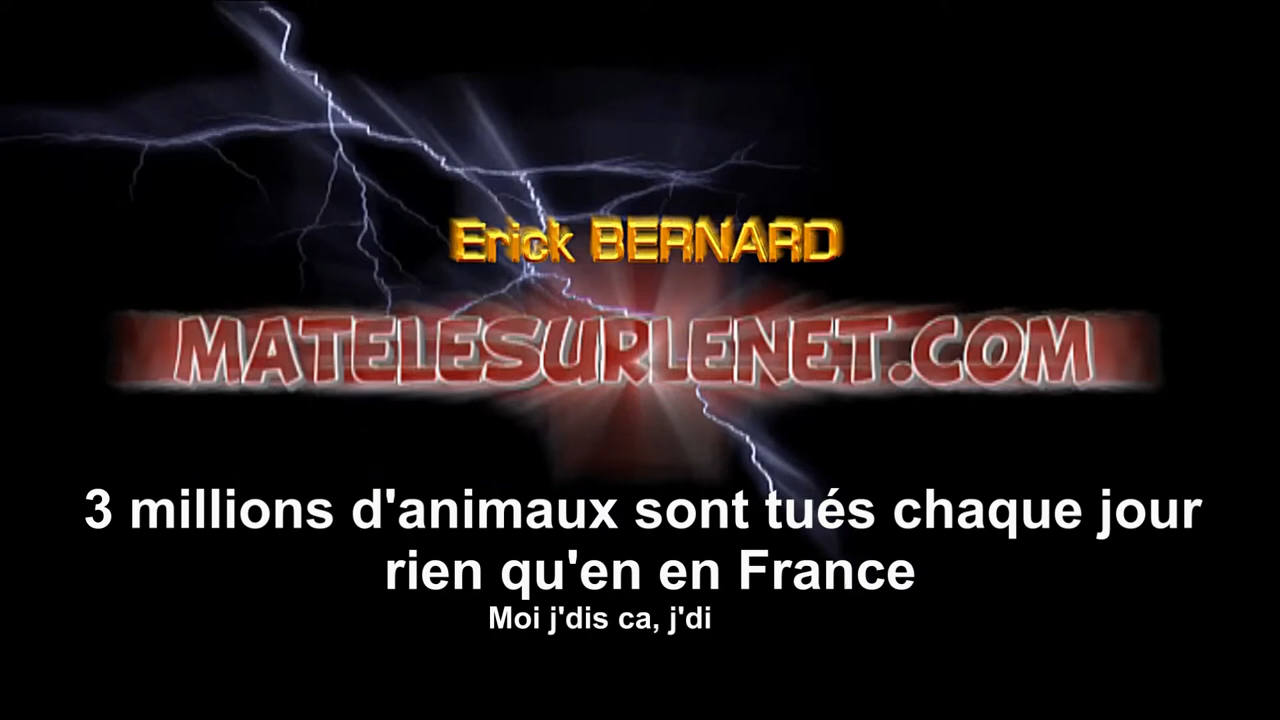 Erick BERNARD
MATELESURLENET.COM
3 millions d'animaux sont tués chaque jour
rien qu'en en France
Moi j'dis ca, j'di